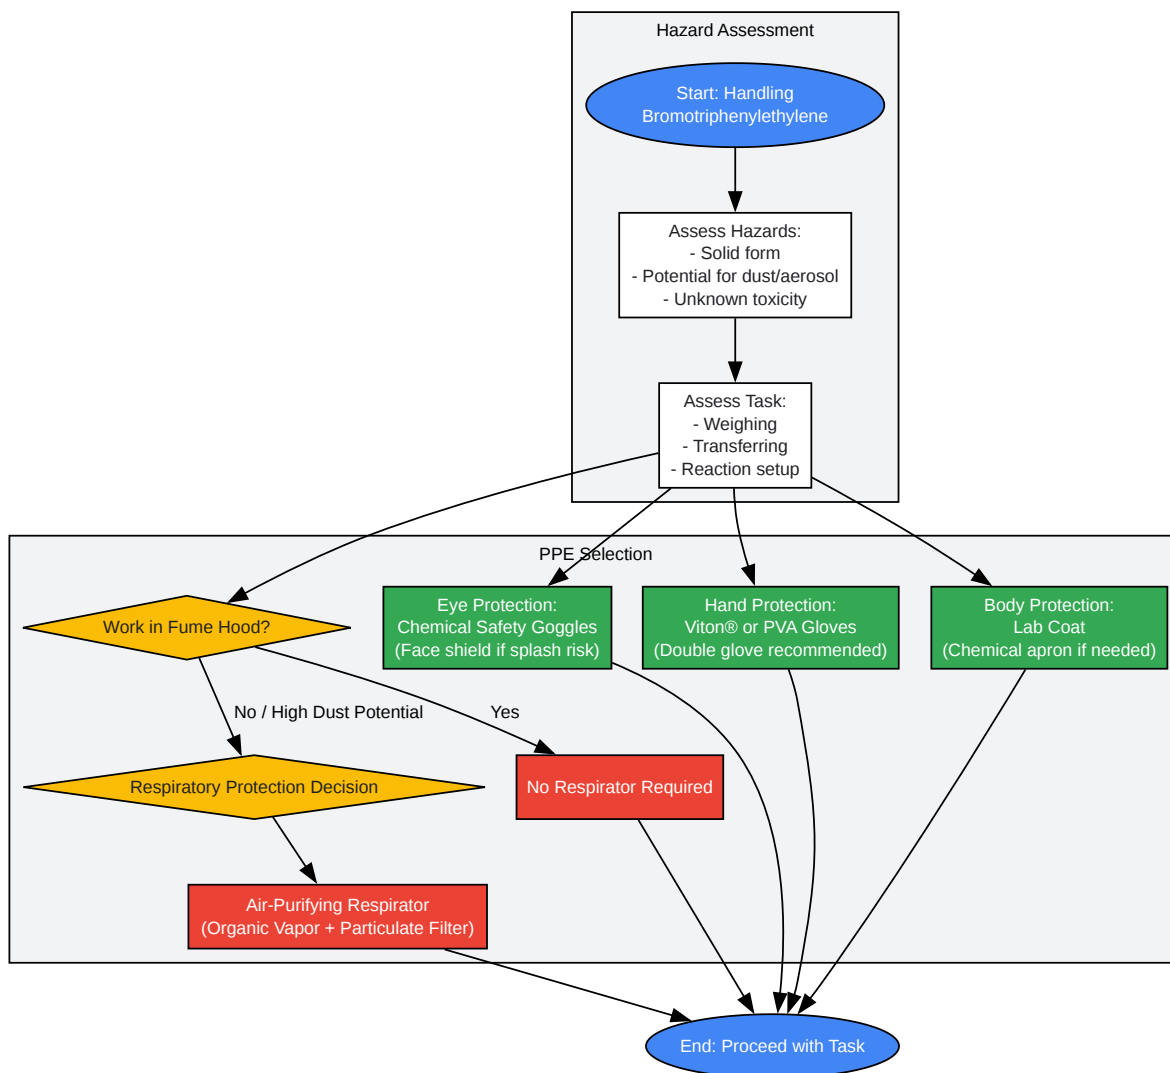 Hazard Assessment
Start: Handling
Bromotriphenylethylene
Assess Hazards:
- Solid form
- Potential for dust/aerosol
- Unknown toxicity
Assess Task:
- Weighing
- Transferring
- Reaction setup
PPE Selection
Work in Fume Hood?
Eye Protection:
Chemical Safety Goggles
(Face shield if splash risk)
Hand Protection:
Viton® or PVA Gloves
(Double glove recommended)
Body Protection:
Lab Coat
(Chemical apron if needed)
No / High Dust Potential
Yes
Respiratory Protection Decision
No Respirator Required
Air-Purifying Respirator
(Organic Vapor + Particulate Filter)
End: Proceed with Task